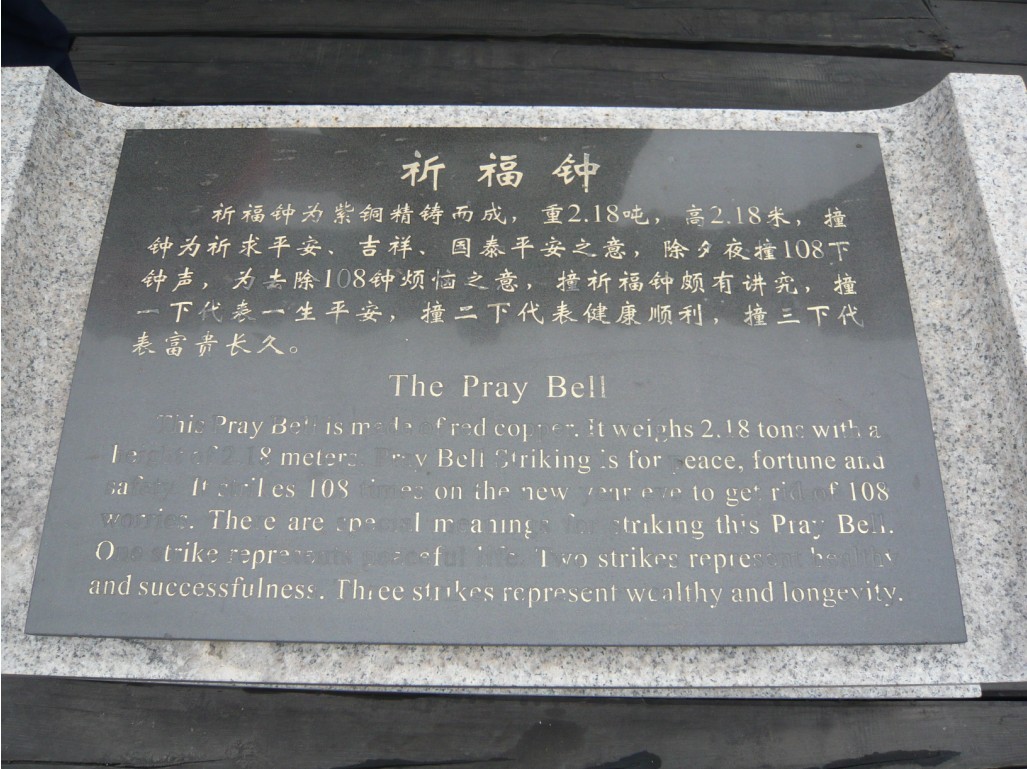 祈福钟
祈福钟为紫铜精铸而成，重2.18吨，高2.18米，撞
钟为祈求平安、吉祥、国泰平安之意，除夕夜撞108下
钟声，为去除108钟烦恼之意，撞祈福钟颇有讲究，撞
一下代表一生平安，撞二下代表健康顺利，撞三下代
表富贵长久。
The Pray Bell
This Pray Bell is made of red copper. It weighs 2.18 tons with a
height of 2.18 meters. Pray Bell Striking is for peace, fortune and
safety. It strikes 108 times on the new year eve to get rid of 108
worries. There are special meanings for striking this Pray Bell.
One strike represents peaceful life. Two strikes represent healthy
and successfulness. Three strikes represent wealthy and longevity.